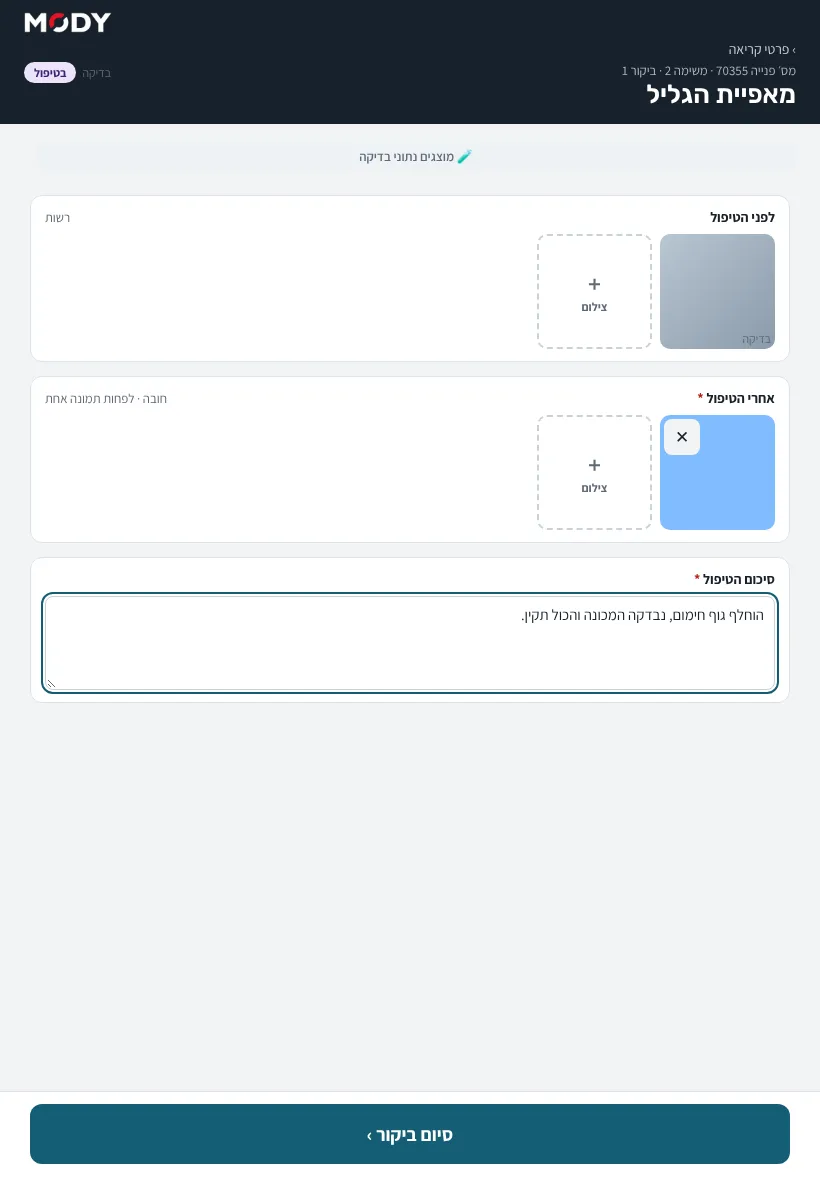 MODY
› פרטי קריאה
מס׳ פנייה 70355 · משימה 2 · ביקור 1
בדיקה
בטיפול
מאפיית הגליל
🧪 מוצגים נתוני בדיקה
לפני הטיפול
רשות
בדיקה
+
צילום
אחרי הטיפול *
חובה · לפחות תמונה אחת
✕
+
צילום
סיכום הטיפול *
הוחלף גוף חימום, נבדקה המכונה והכול תקין.
סיום ביקור ›